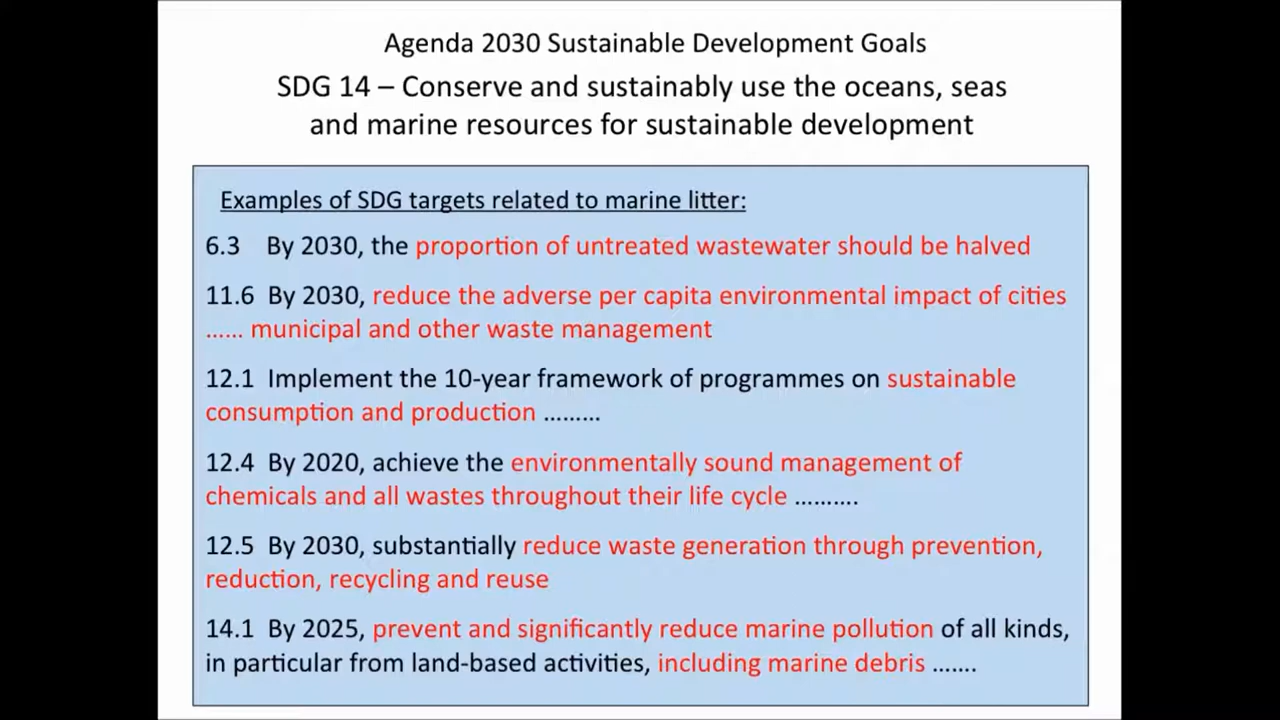 Agenda 2030 Sustainable Development Goals
SDG 14 – Conserve and sustainably use the oceans, seas
and marine resources for sustainable development
Examples of SDG targets related to marine litter:
6.3 By 2030, the proportion of untreated wastewater should be halved
11.6 By 2030, reduce the adverse per capita environmental impact of cities
...... municipal and other waste management
12.1 Implement the 10-year framework of programmes on sustainable
consumption and production .........
12.4 By 2020, achieve the environmentally sound management of
chemicals and all wastes throughout their life cycle ..........
12.5 By 2030, substantially reduce waste generation through prevention,
reduction, recycling and reuse
14.1 By 2025, prevent and significantly reduce marine pollution of all kinds,
in particular from land-based activities, including marine debris .......